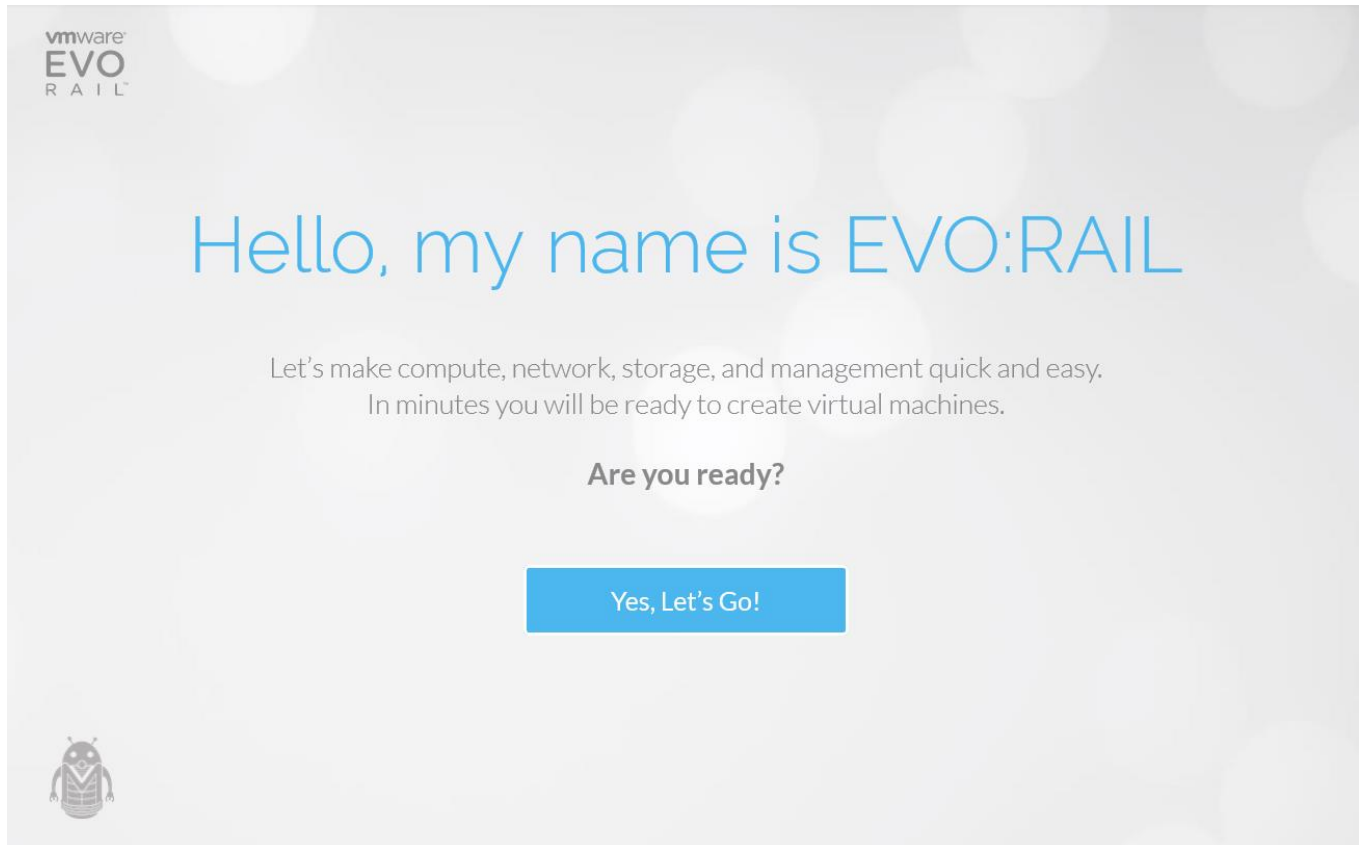 vmware
EVO
RAIL™
Hello, my name is EVO:RAIL
Let's make compute, network, storage, and management quick and easy.
In minutes you will be ready to create virtual machines.
Are you ready?
Yes, Let's Go!